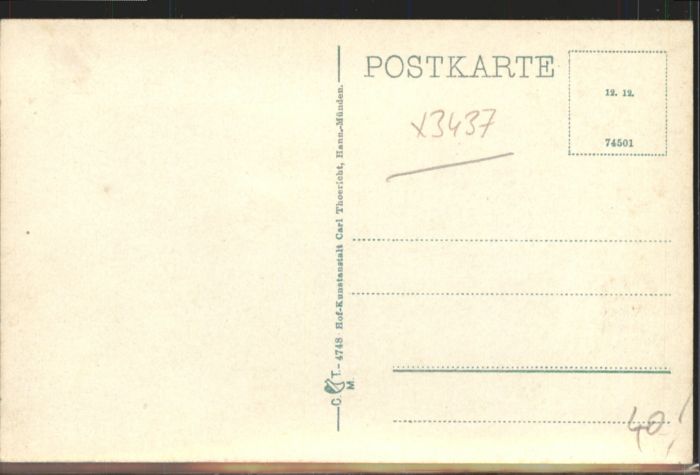 POSTKARTE
12. 12.
74501
x3437
C. T. - 4748 Hof-Kunstanstalt Carl Thoericht, Hann.-Münden.
M.
40,-